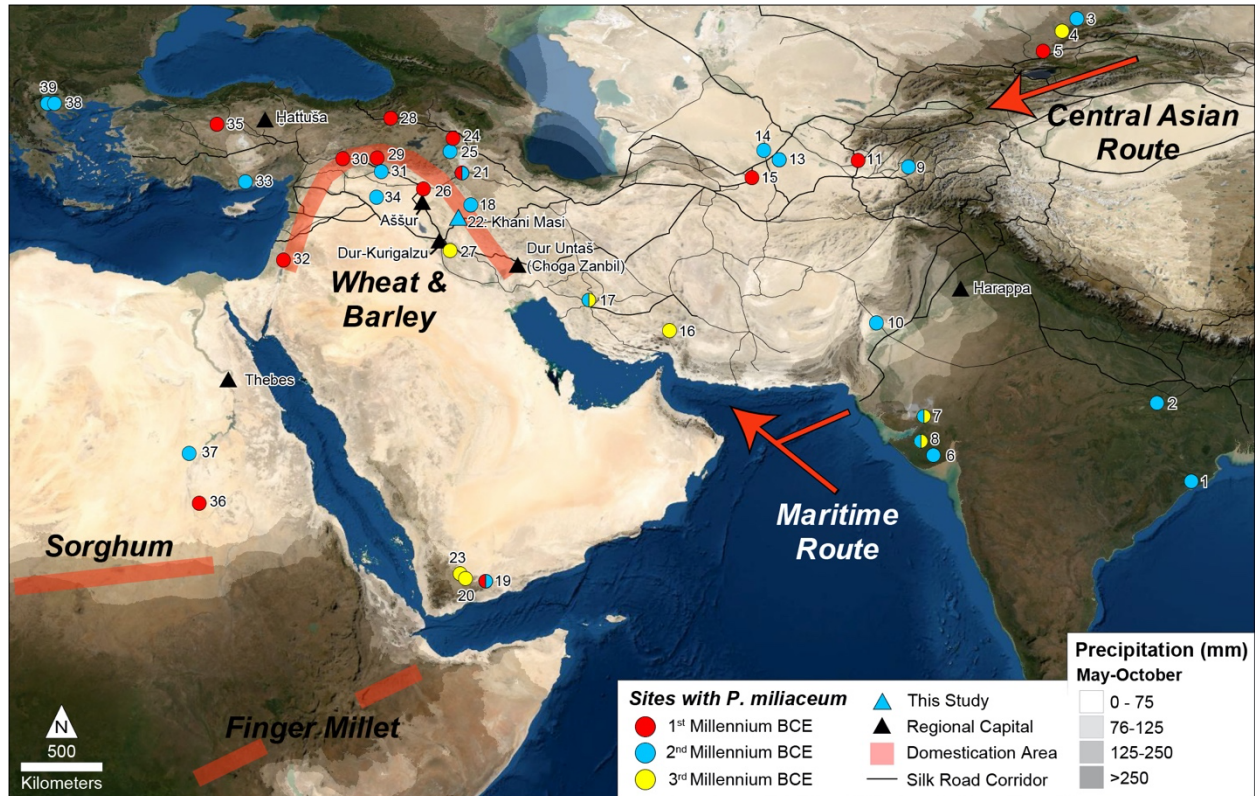 39
38
35
Ḫattuša
28
24
25
30
29
31
21
33
34
26
18
Aššur
22: Khani Masi
Dur-Kurigalzu
27
Dur Untaš
(Choga Zanbil)
32
Wheat &
Barley
17
16
3
4
5
Central Asian
Route
14
13
15
11
9
Harappa
10
2
7
8
6
1
Thebes
37
36
Maritime
Route
Sorghum
23
19
20
Finger Millet
N
500
Kilometers
Sites with P. miliaceum
1st Millennium BCE
2nd Millennium BCE
3rd Millennium BCE
This Study
Regional Capital
Domestication Area
Silk Road Corridor
Precipitation (mm)
May-October
0 - 75
76-125
125-250
>250